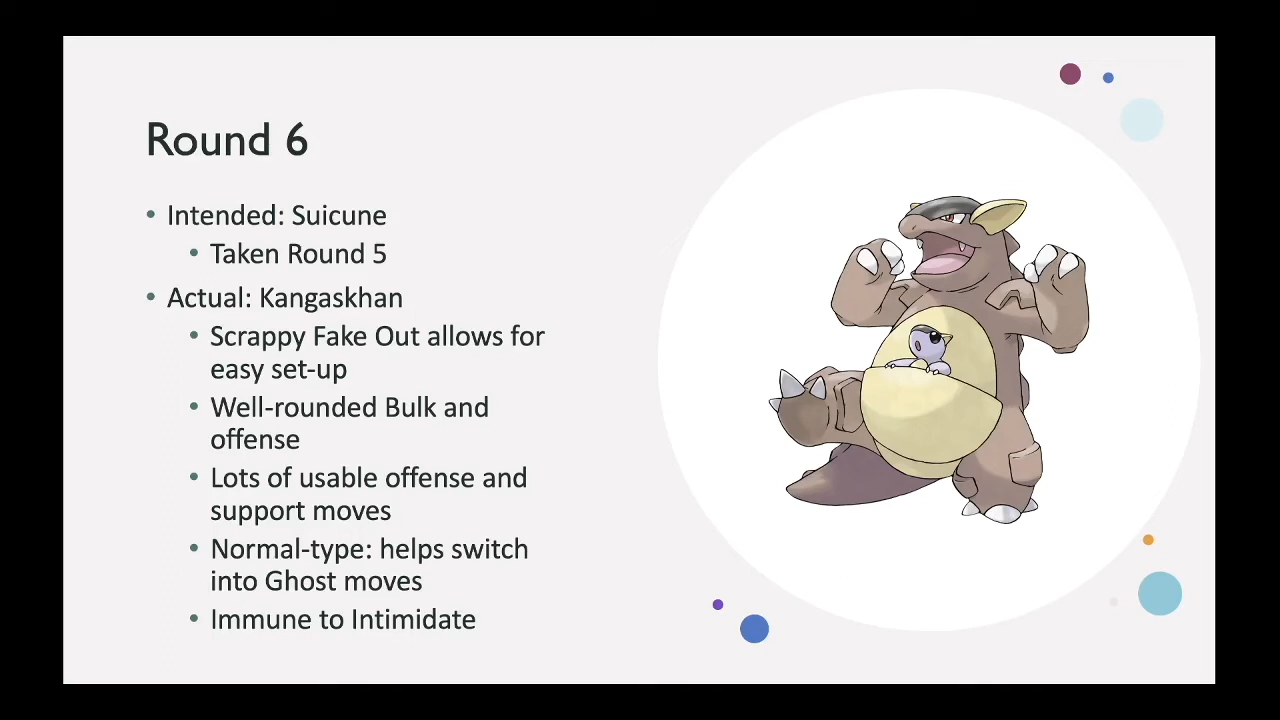 Round 6
• Intended: Suicune
• Taken Round 5
• Actual: Kangaskhan
• Scrappy Fake Out allows for
easy set-up
• Well-rounded Bulk and
offense
• Lots of usable offense and
support moves
• Normal-type: helps switch
into Ghost moves
• Immune to Intimidate